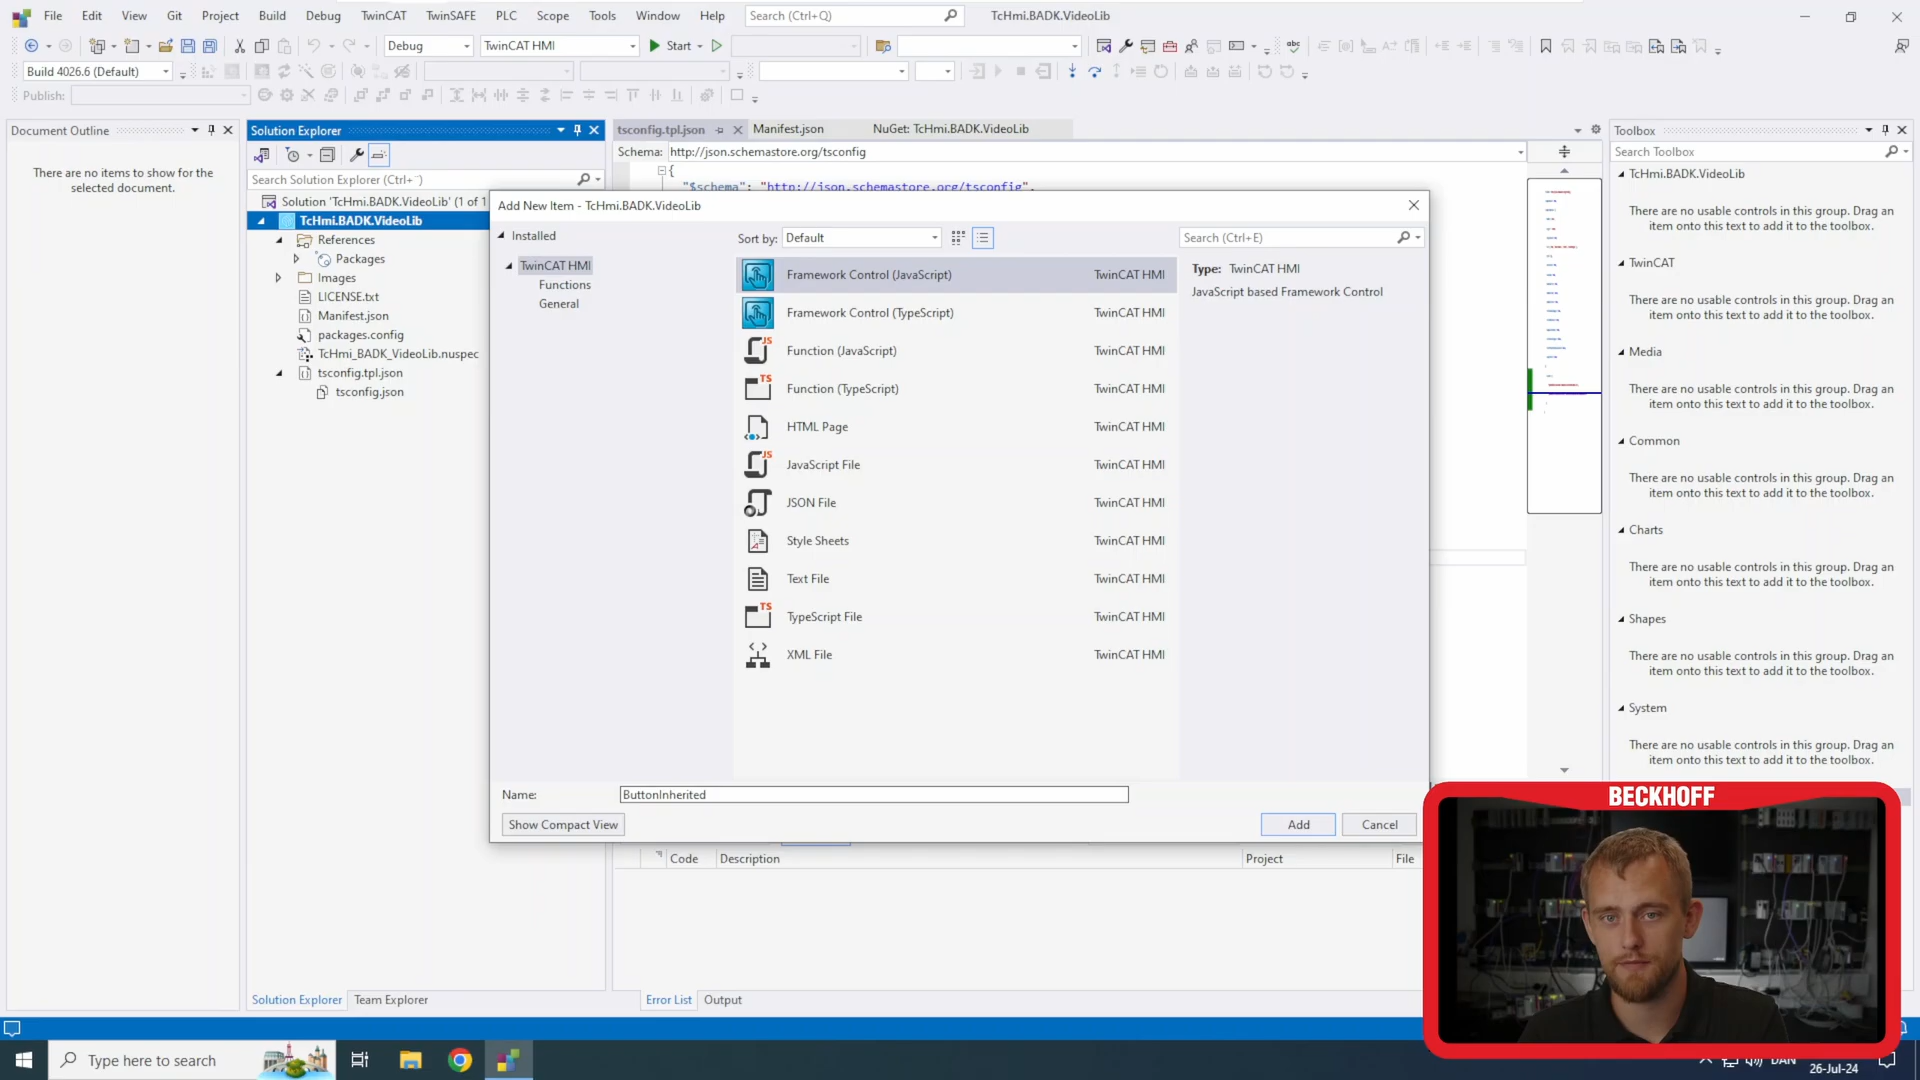 File Edit View Git Project Build Debug TwinCAT TwinSAFE PLC Scope Tools Window Help Search (Ctrl+Q) TcHmi.BADK.VideoLib
Debug TwinCAT HMI Start
Build 4026.6 (Default)
Publish:
Document Outline
There are no items to show for the
selected document.
Solution Explorer
Search Solution Explorer (Ctrl+¨)
Solution 'TcHmi.BADK.VideoLib' (1 of 1
TcHmi.BADK.VideoLib
References
Packages
Images
LICENSE.txt
Manifest.json
packages.config
TcHmi_BADK_VideoLib.nuspec
tsconfig.tpl.json
tsconfig.json
Solution Explorer Team Explorer
tsconfig.tpl.json Manifest.json NuGet: TcHmi.BADK.VideoLib
Schema: http://json.schemastore.org/tsconfig
{
"$schema": "http://json.schemastore.org/tsconfig",
Add New Item - TcHmi.BADK.VideoLib
Installed
TwinCAT HMI
Functions
General
Sort by: Default
Search (Ctrl+E)
Framework Control (JavaScript) TwinCAT HMI
Framework Control (TypeScript) TwinCAT HMI
Function (JavaScript) TwinCAT HMI
Function (TypeScript) TwinCAT HMI
HTML Page TwinCAT HMI
JavaScript File TwinCAT HMI
JSON File TwinCAT HMI
Style Sheets TwinCAT HMI
Text File TwinCAT HMI
TypeScript File TwinCAT HMI
XML File TwinCAT HMI
Type: TwinCAT HMI
JavaScript based Framework Control
Name: ButtonInherited
Show Compact View Add Cancel
Code Description Project File
Error List Output
Toolbox
Search Toolbox
TcHmi.BADK.VideoLib
There are no usable controls in this group. Drag an
item onto this text to add it to the toolbox.
TwinCAT
There are no usable controls in this group. Drag an
item onto this text to add it to the toolbox.
Media
There are no usable controls in this group. Drag an
item onto this text to add it to the toolbox.
Common
There are no usable controls in this group. Drag an
item onto this text to add it to the toolbox.
Charts
There are no usable controls in this group. Drag an
item onto this text to add it to the toolbox.
Shapes
There are no usable controls in this group. Drag an
item onto this text to add it to the toolbox.
System
There are no usable controls in this group. Drag an
item onto this text to add it to the toolbox.
BECKHOFF
Type here to search
DAN
26-Jul-24